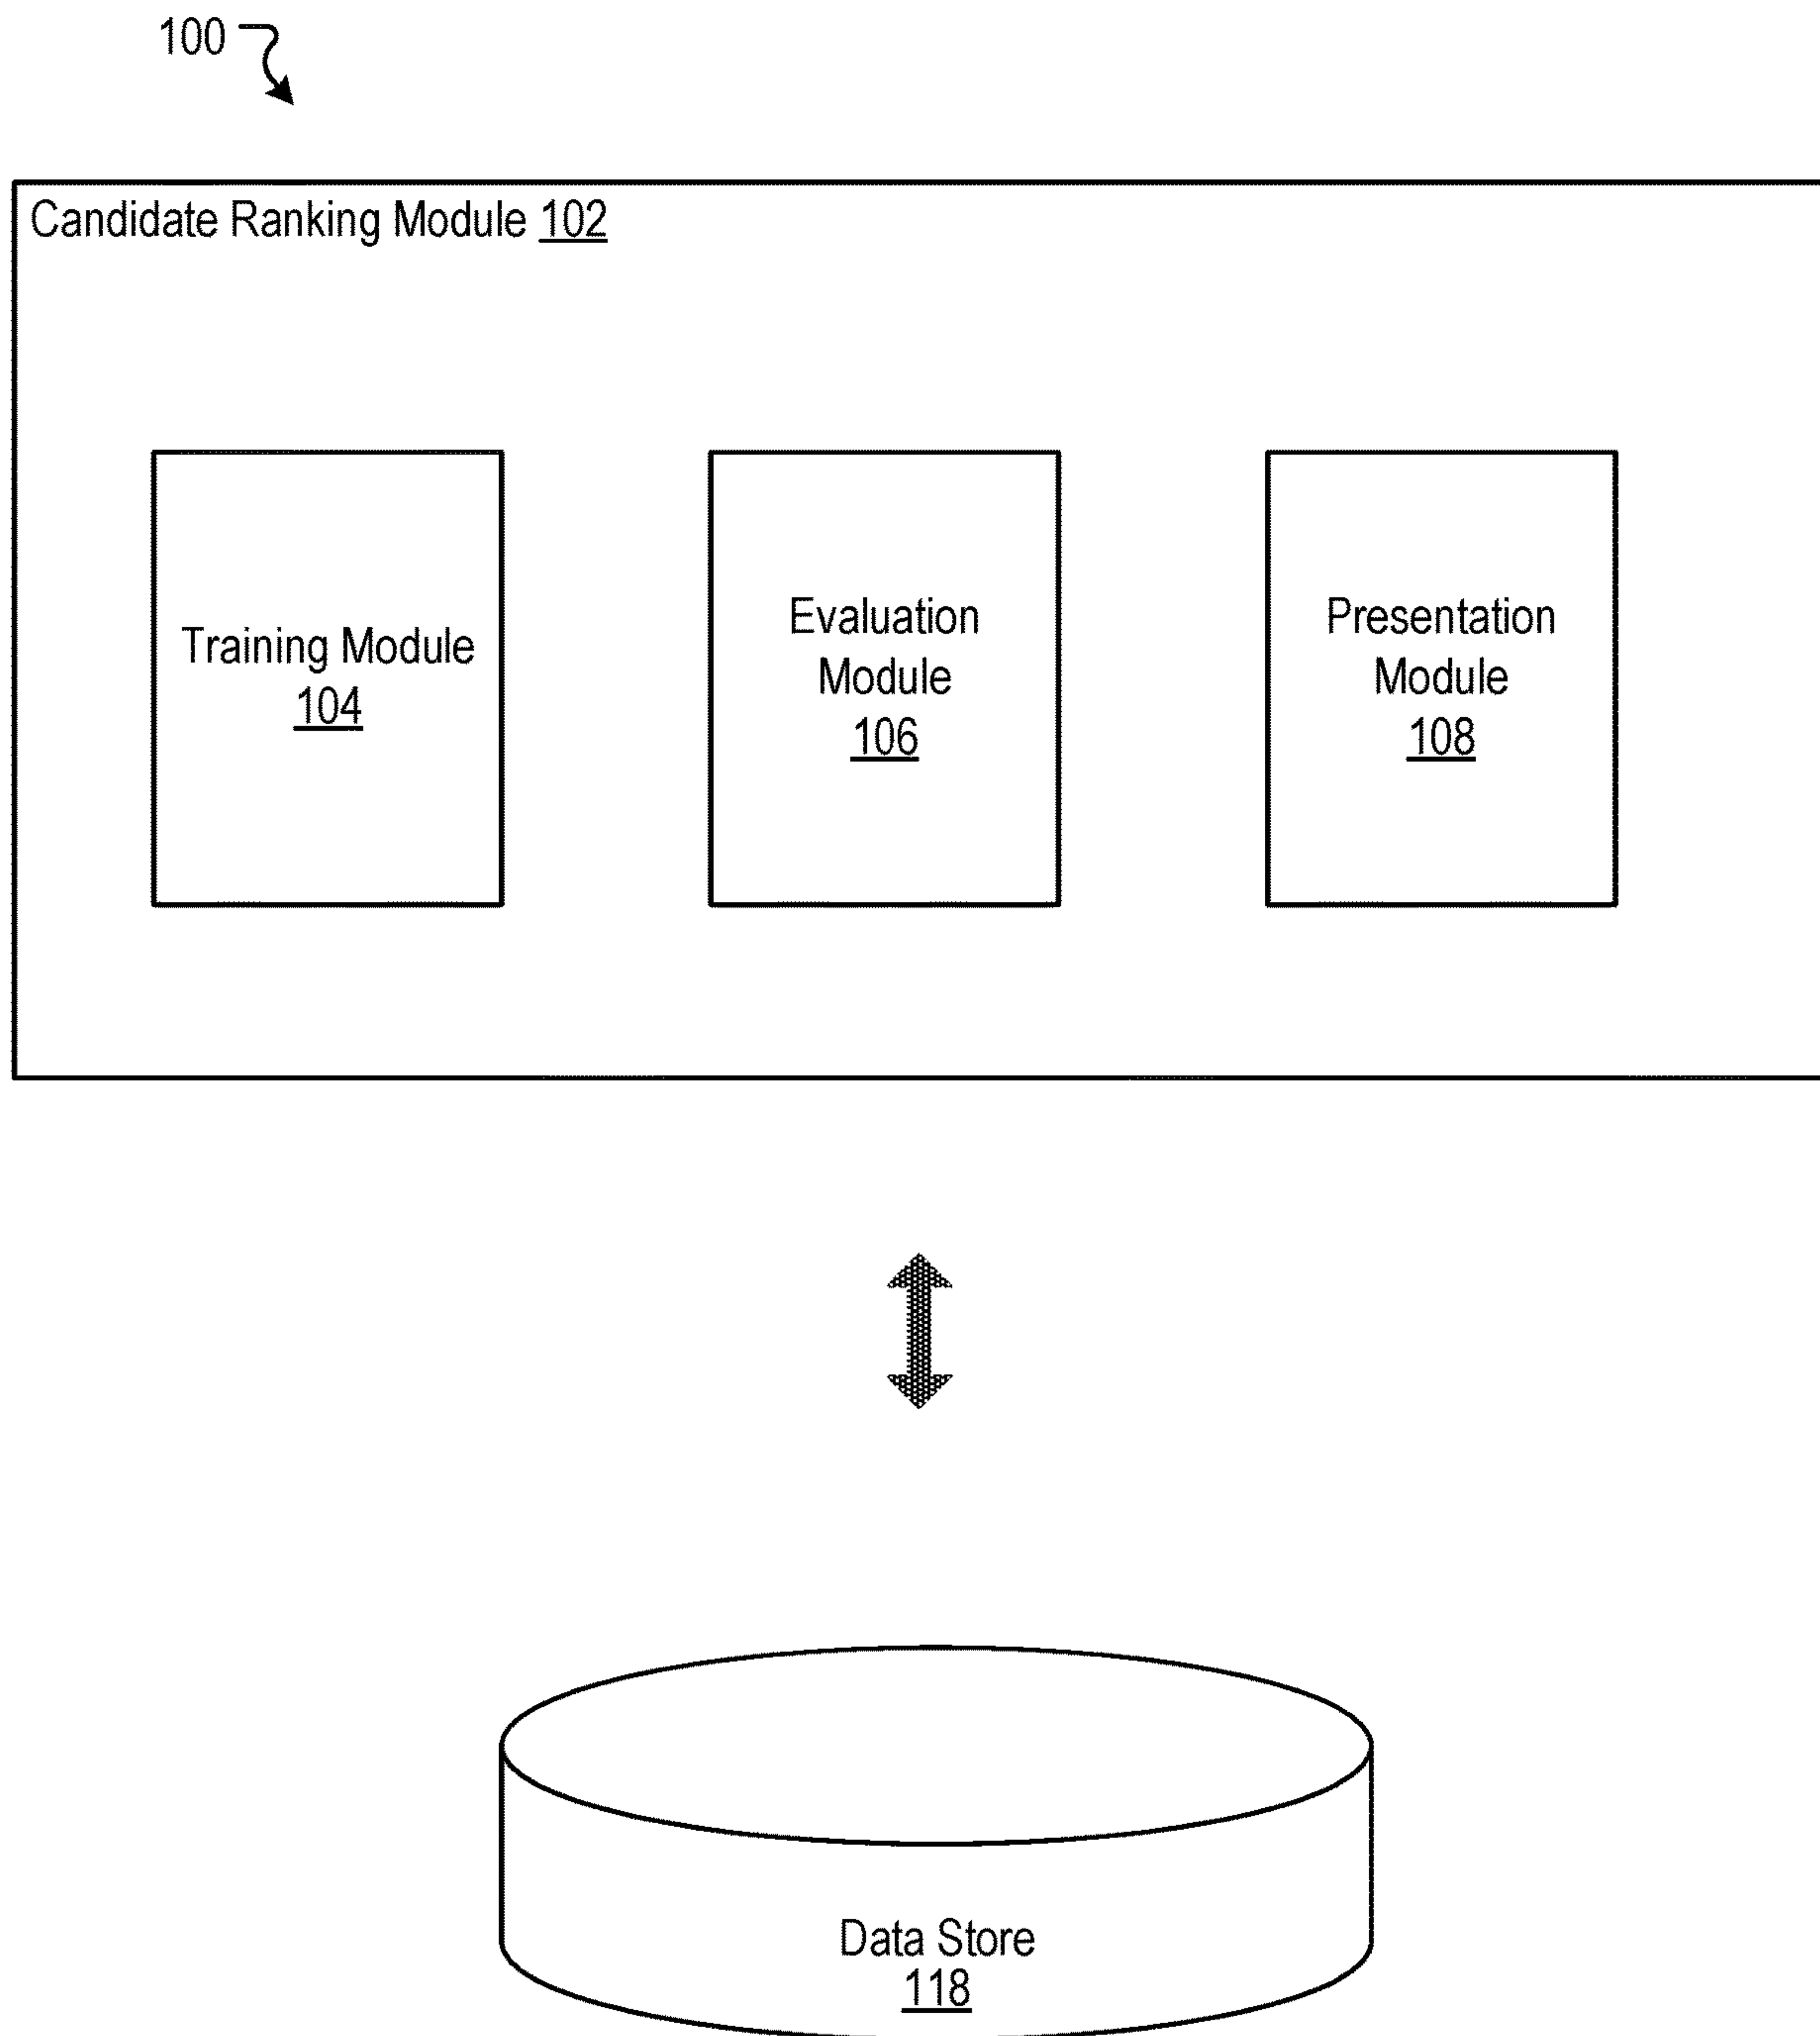 100
Candidate Ranking Module 102
Training Module
104
Evaluation
Module
106
Presentation
Module
108
Data Store
118